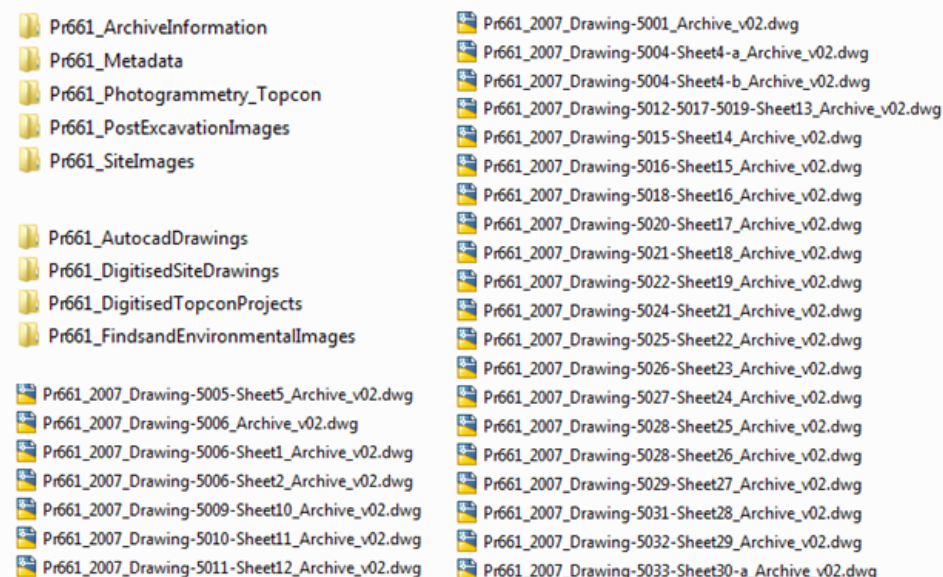 Pr661_ArchiveInformation
Pr661_Metadata
Pr661_Photogrammetry_Topcon
Pr661_PostExcavationImages
Pr661_SiteImages
Pr661_AutocadDrawings
Pr661_DigitisedSiteDrawings
Pr661_DigitisedTopconProjects
Pr661_FindsandEnvironmentalImages
Pr661_2007_Drawing-5005-Sheet5_Archive_v02.dwg
Pr661_2007_Drawing-5006_Archive_v02.dwg
Pr661_2007_Drawing-5006-Sheet1_Archive_v02.dwg
Pr661_2007_Drawing-5006-Sheet2_Archive_v02.dwg
Pr661_2007_Drawing-5009-Sheet10_Archive_v02.dwg
Pr661_2007_Drawing-5010-Sheet11_Archive_v02.dwg
Pr661_2007_Drawing-5011-Sheet12_Archive_v02.dwg
Pr661_2007_Drawing-5001_Archive_v02.dwg
Pr661_2007_Drawing-5004-Sheet4-a_Archive_v02.dwg
Pr661_2007_Drawing-5004-Sheet4-b_Archive_v02.dwg
Pr661_2007_Drawing-5012-5017-5019-Sheet13_Archive_v02.dwg
Pr661_2007_Drawing-5015-Sheet14_Archive_v02.dwg
Pr661_2007_Drawing-5016-Sheet15_Archive_v02.dwg
Pr661_2007_Drawing-5018-Sheet16_Archive_v02.dwg
Pr661_2007_Drawing-5020-Sheet17_Archive_v02.dwg
Pr661_2007_Drawing-5021-Sheet18_Archive_v02.dwg
Pr661_2007_Drawing-5022-Sheet19_Archive_v02.dwg
Pr661_2007_Drawing-5024-Sheet21_Archive_v02.dwg
Pr661_2007_Drawing-5025-Sheet22_Archive_v02.dwg
Pr661_2007_Drawing-5026-Sheet23_Archive_v02.dwg
Pr661_2007_Drawing-5027-Sheet24_Archive_v02.dwg
Pr661_2007_Drawing-5028-Sheet25_Archive_v02.dwg
Pr661_2007_Drawing-5028-Sheet26_Archive_v02.dwg
Pr661_2007_Drawing-5029-Sheet27_Archive_v02.dwg
Pr661_2007_Drawing-5031-Sheet28_Archive_v02.dwg
Pr661_2007_Drawing-5032-Sheet29_Archive_v02.dwg
Pr661_2007_Drawing-5033-Sheet30-a_Archive_v02.dwg